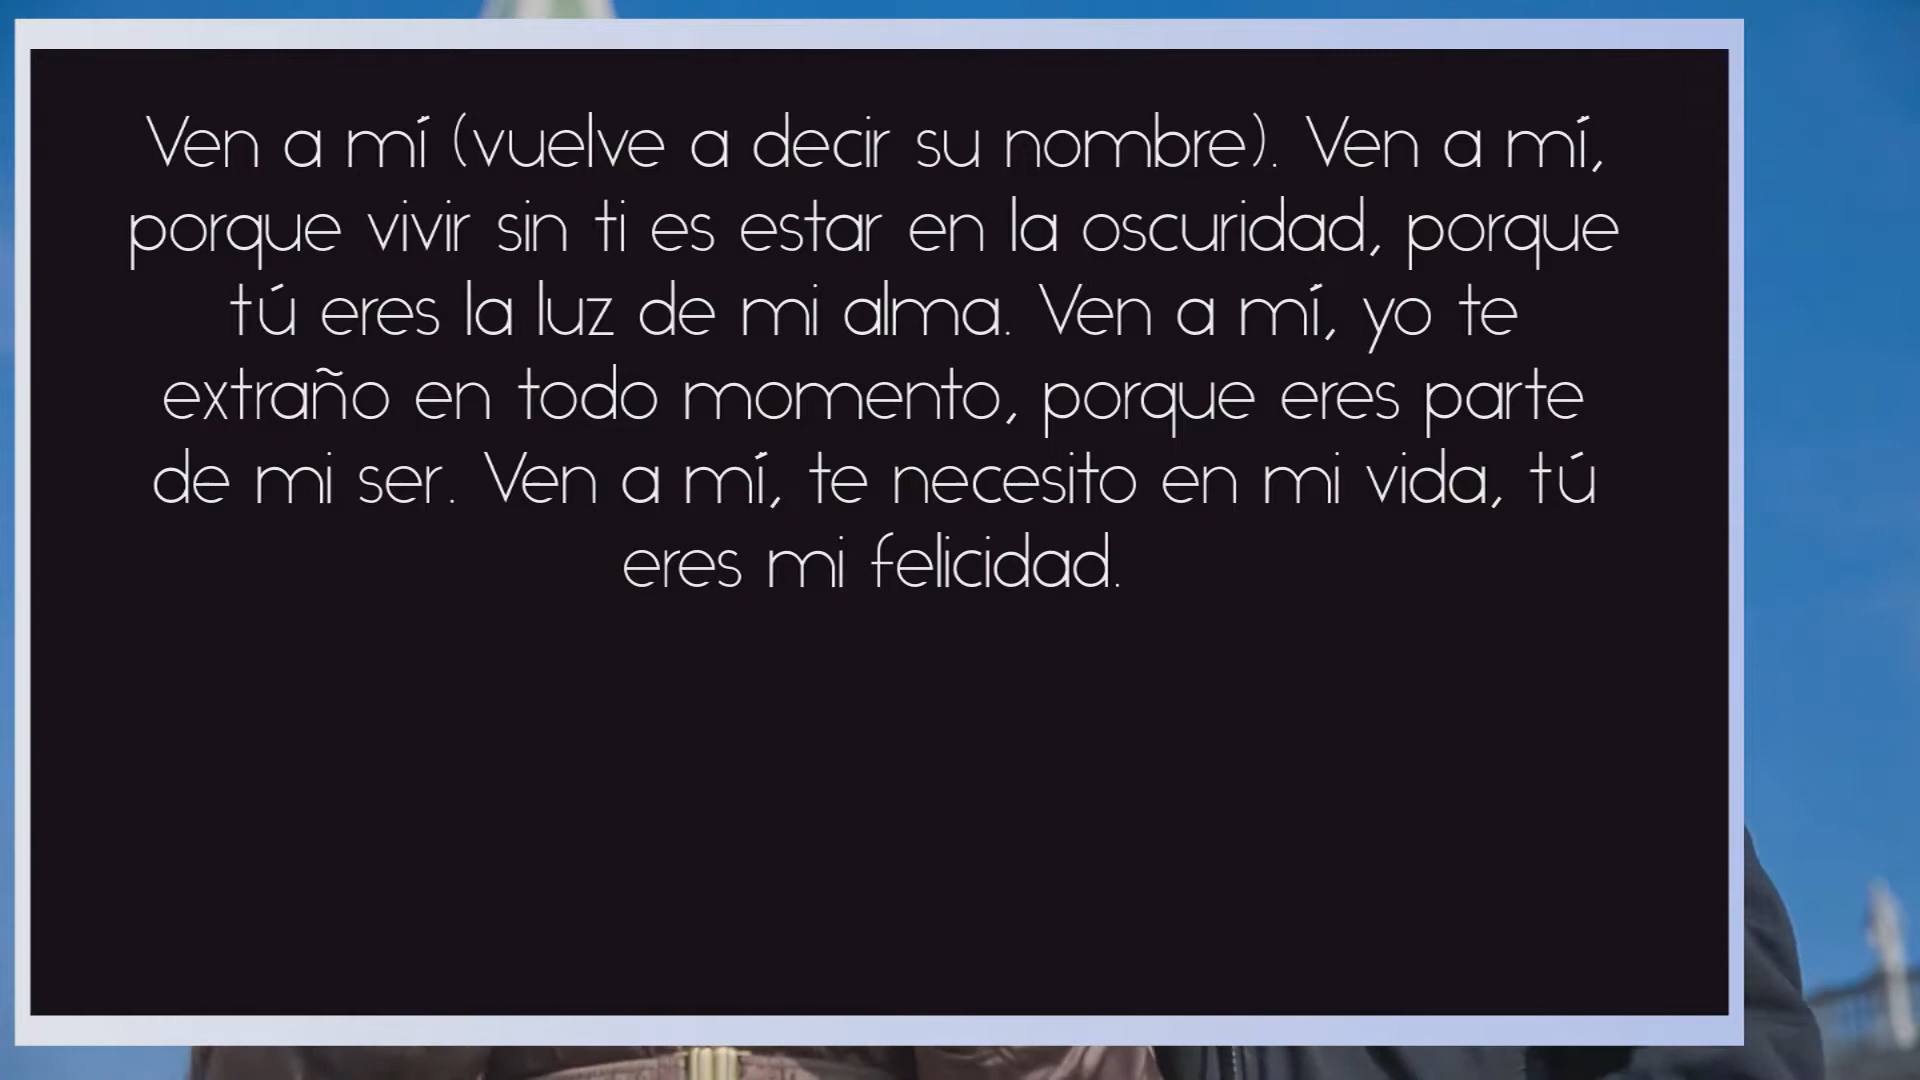 Ven a mí (vuelve a decir su nombre). Ven a mí,
porque vivir sin ti es estar en la oscuridad, porque
tú eres la luz de mi alma. Ven a mí, yo te
extraño en todo momento, porque eres parte
de mi ser. Ven a mí, te necesito en mi vida, tú
eres mi felicidad.